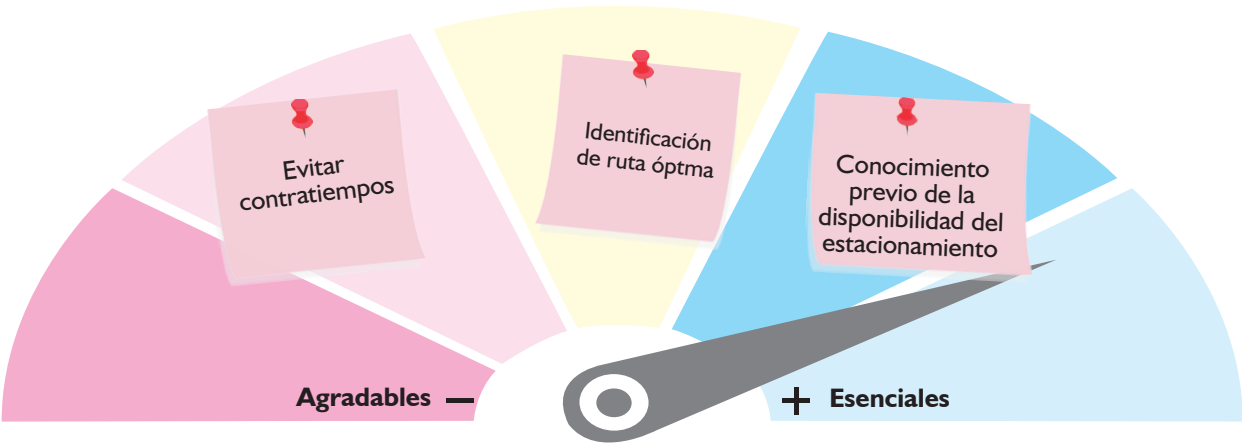 Evitar
contratiempos
Identificación
de ruta óptma
Conocimiento
previo de la
disponibilidad del
estacionamiento
Agradables −
+ Esenciales